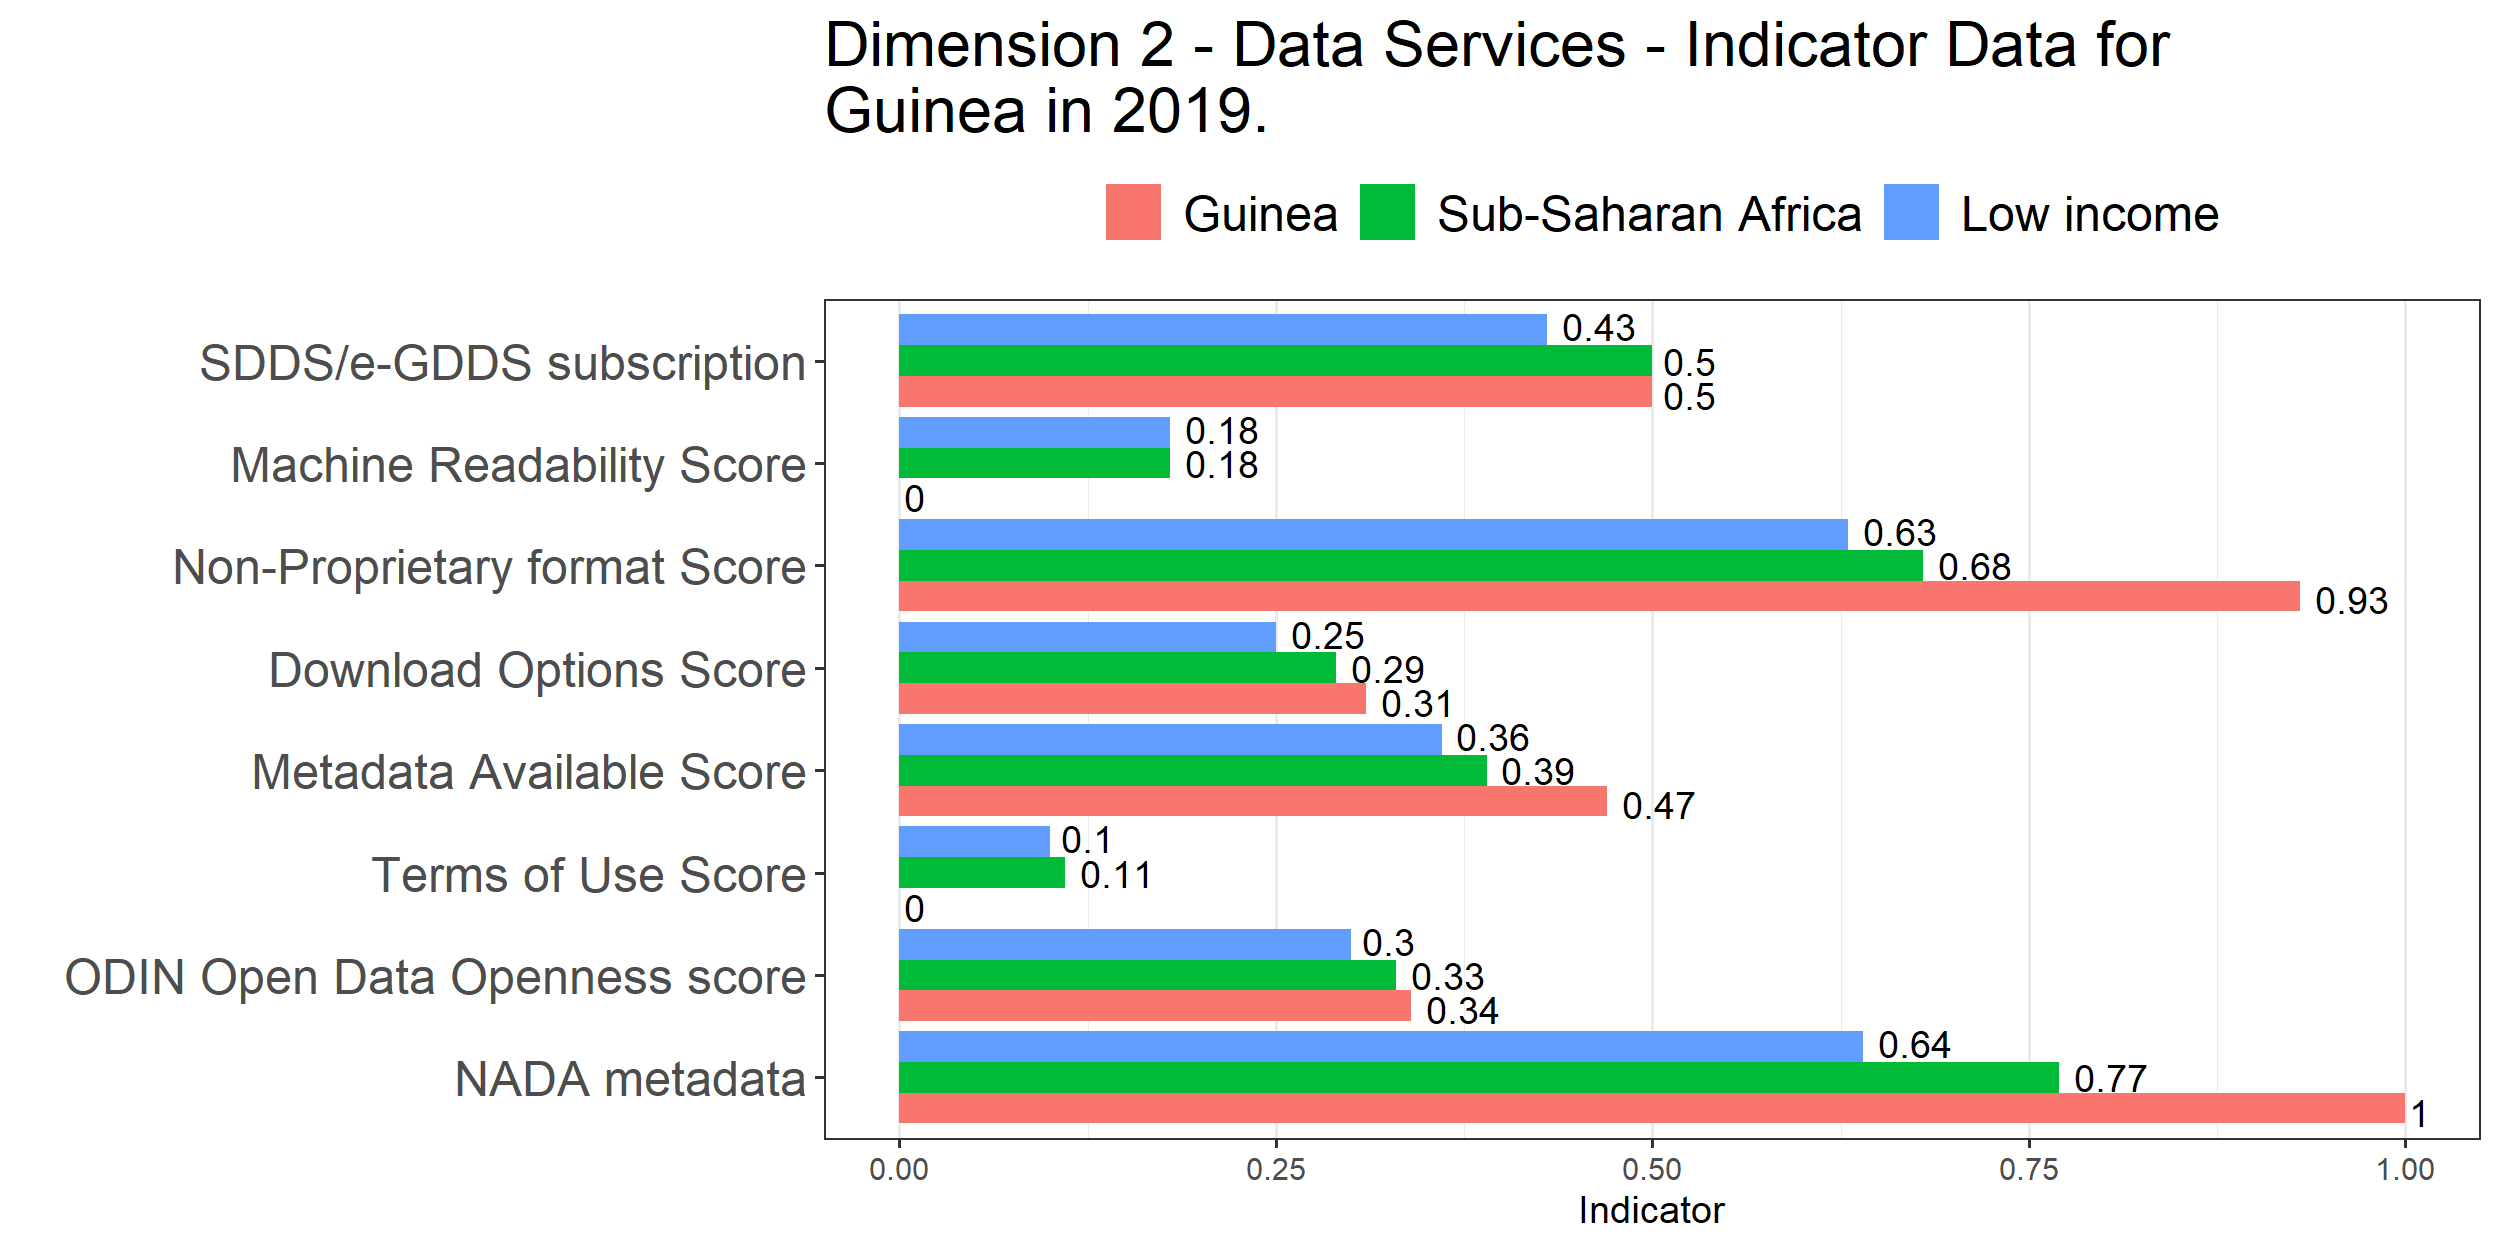 Dimension 2 - Data Services - Indicator Data for
Guinea in 2019.
Guinea Sub-Saharan Africa Low income
SDDS/e-GDDS subscription
0.43
0.5
0.5
Machine Readability Score
0.18
0.18
0
Non-Proprietary format Score
0.63
0.68
0.93
Download Options Score
0.25
0.29
0.31
Metadata Available Score
0.36
0.39
0.47
Terms of Use Score
0.1
0.11
0
ODIN Open Data Openness score
0.3
0.33
0.34
NADA metadata
0.64
0.77
1
0.00 0.25 0.50 0.75 1.00
Indicator